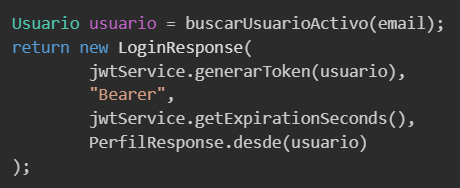 Usuario usuario = buscarUsuarioActivo(email);
return new LoginResponse(
        jwtService.generarToken(usuario),
        "Bearer",
        jwtService.getExpirationSeconds(),
        PerfilResponse.desde(usuario)
);